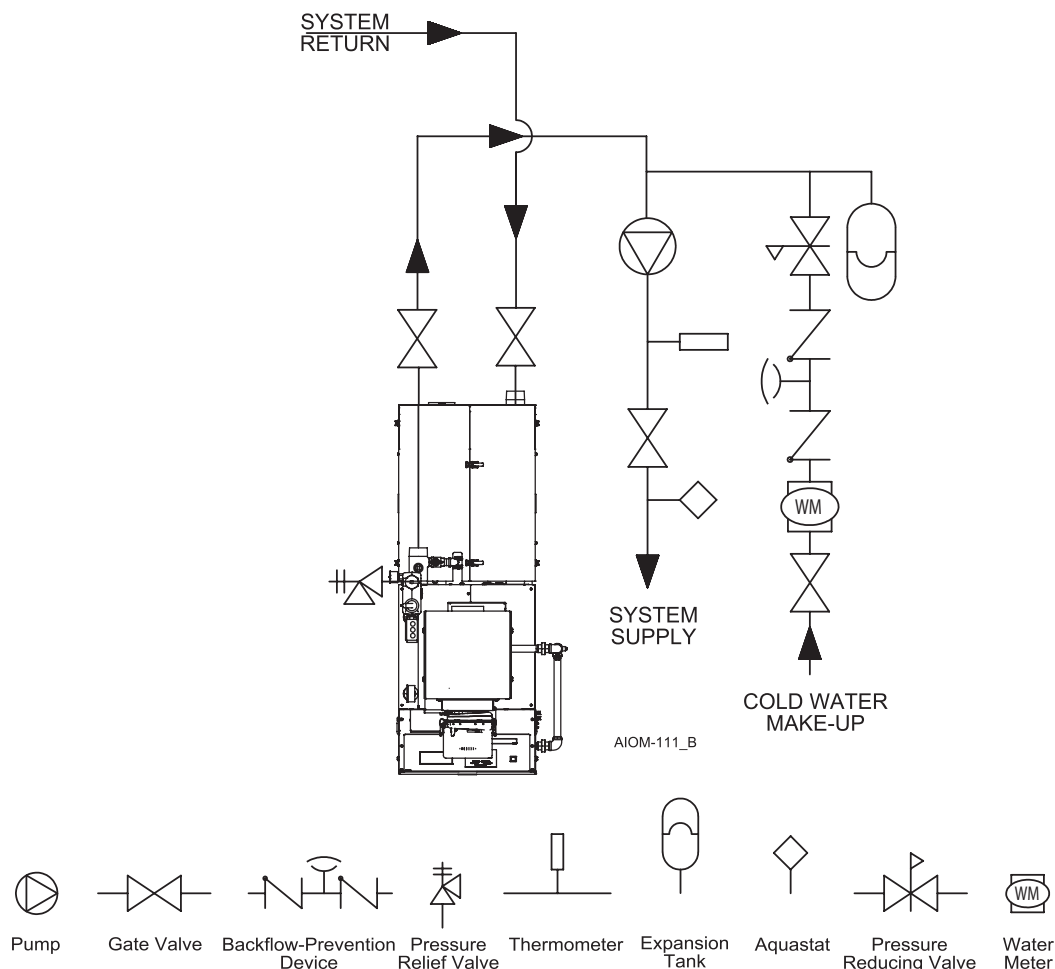 SYSTEM
RETURN
WM
SYSTEM
SUPPLY
COLD WATER
MAKE-UP
AIOM-111_B
WM
Pump
Gate Valve
Backflow-Prevention
Device
Pressure
Relief Valve
Thermometer
Expansion
Tank
Aquastat
Pressure
Reducing Valve
Water
Meter